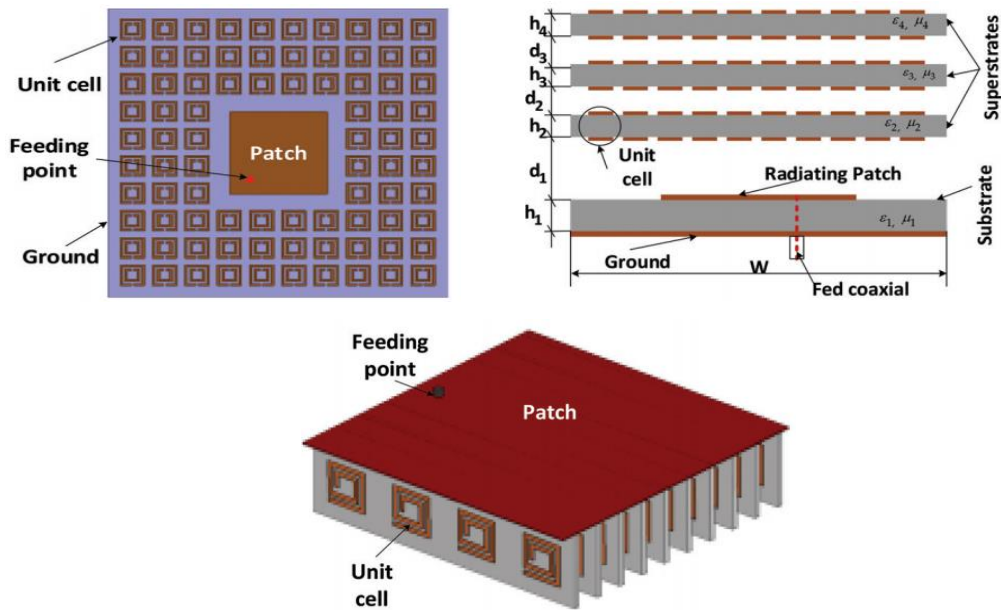 Unit cell
Patch
Feeding
point
Ground
h4
d3
h3
d2
h2
d1
h1
ε4, μ4
ε3, μ3
ε2, μ2
Superstrates
Unit
cell
Radiating Patch
Substrate
ε1, μ1
Ground
W
Fed coaxial
Feeding
point
Patch
Unit
cell